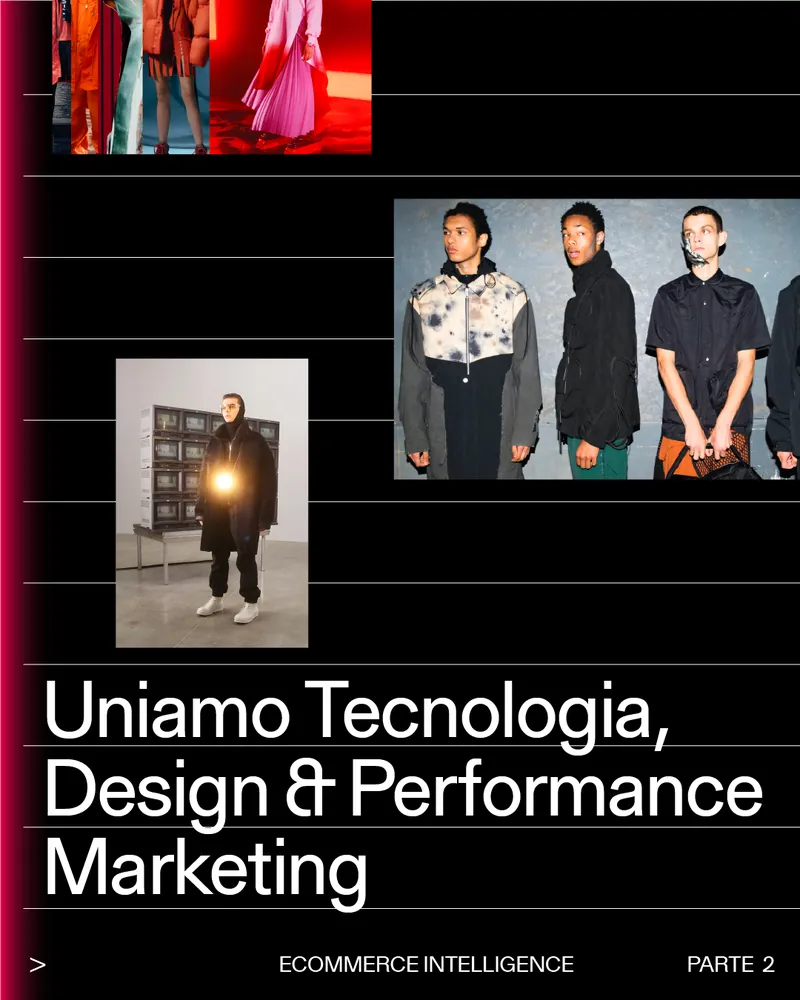 Uniamo Tecnologia,
Design & Performance
Marketing
> ECOMMERCE INTELLIGENCE PARTE 2